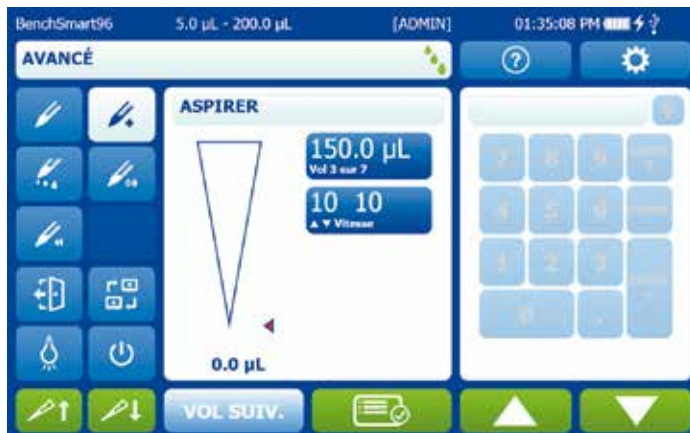 BenchSmart96 5.0 µL - 200.0 µL [ADMIN] 01:35:08 PM
AVANCÉ
?
ASPIRER
150.0 µL
Vol 3 sur 7
10 10
▲ ▼ Vitesse
0.0 µL
7 8 9
4 5 6
1 2 3
0 .
VOL SUIV.